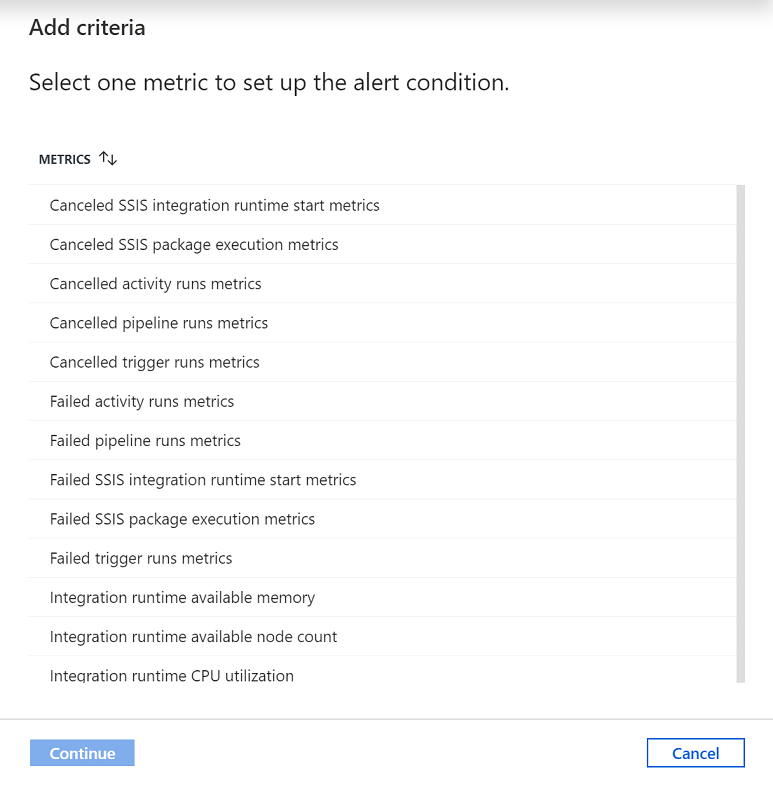 Add criteria
Select one metric to set up the alert condition.
METRICS
Canceled SSIS integration runtime start metrics
Canceled SSIS package execution metrics
Cancelled activity runs metrics
Cancelled pipeline runs metrics
Cancelled trigger runs metrics
Failed activity runs metrics
Failed pipeline runs metrics
Failed SSIS integration runtime start metrics
Failed SSIS package execution metrics
Failed trigger runs metrics
Integration runtime available memory
Integration runtime available node count
Integration runtime CPU utilization
Continue
Cancel